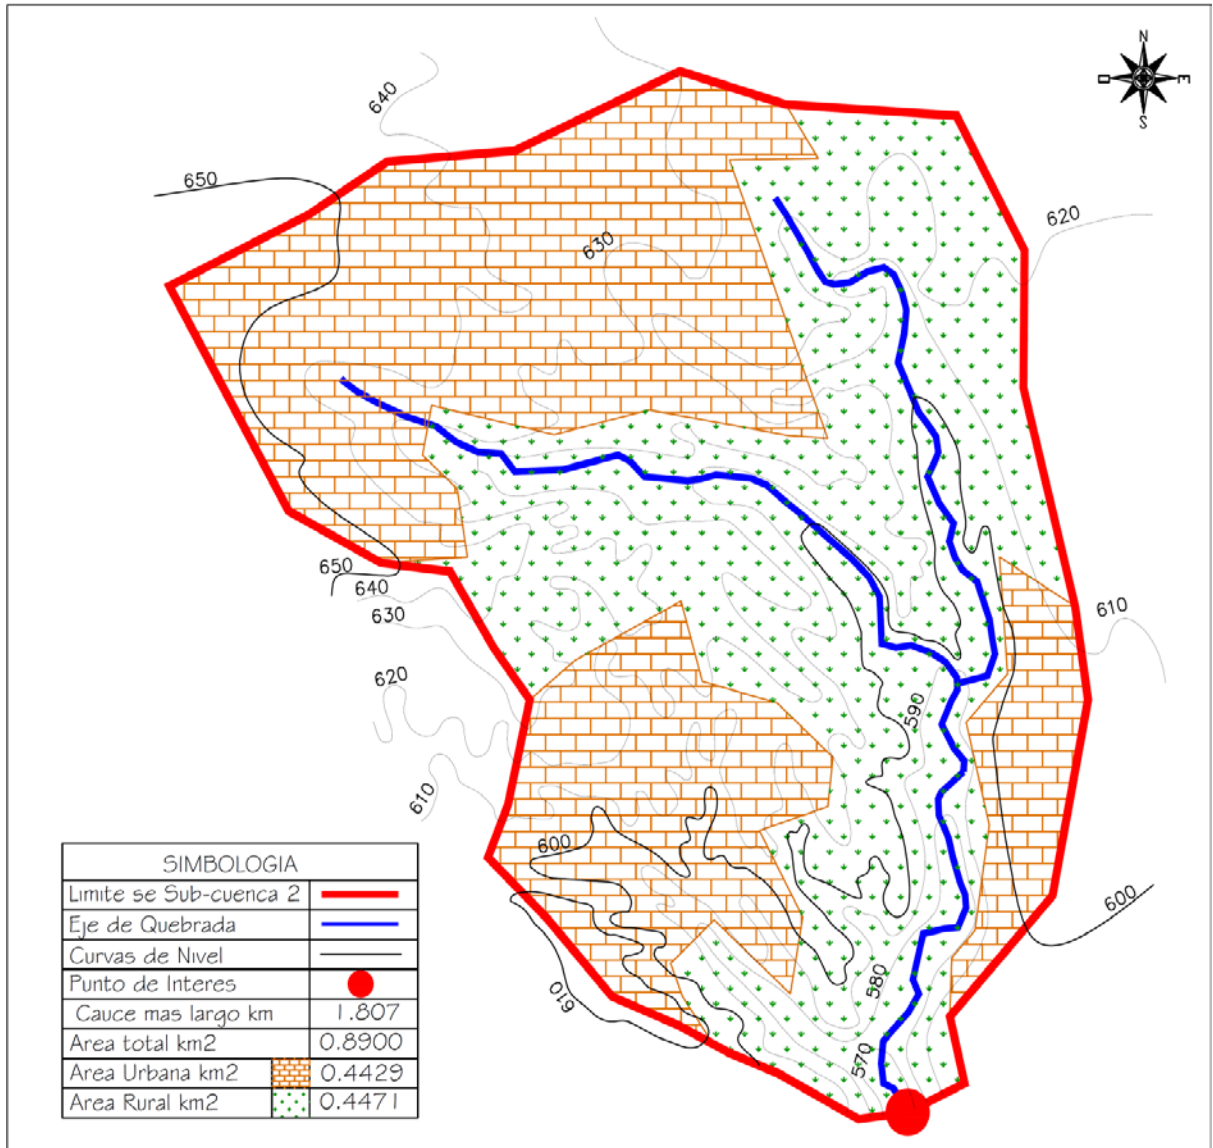 N
O E
S
640
650
620
630
650
640
630
610
620
590
610
600
600
610
580
570
SIMBOLOGIA
Limite se Sub-cuenca 2
Eje de Quebrada
Curvas de Nivel
Punto de Interes
Cauce mas largo km 1.807
Area total km2 0.8900
Area Urbana km2 0.4429
Area Rural km2 0.4471